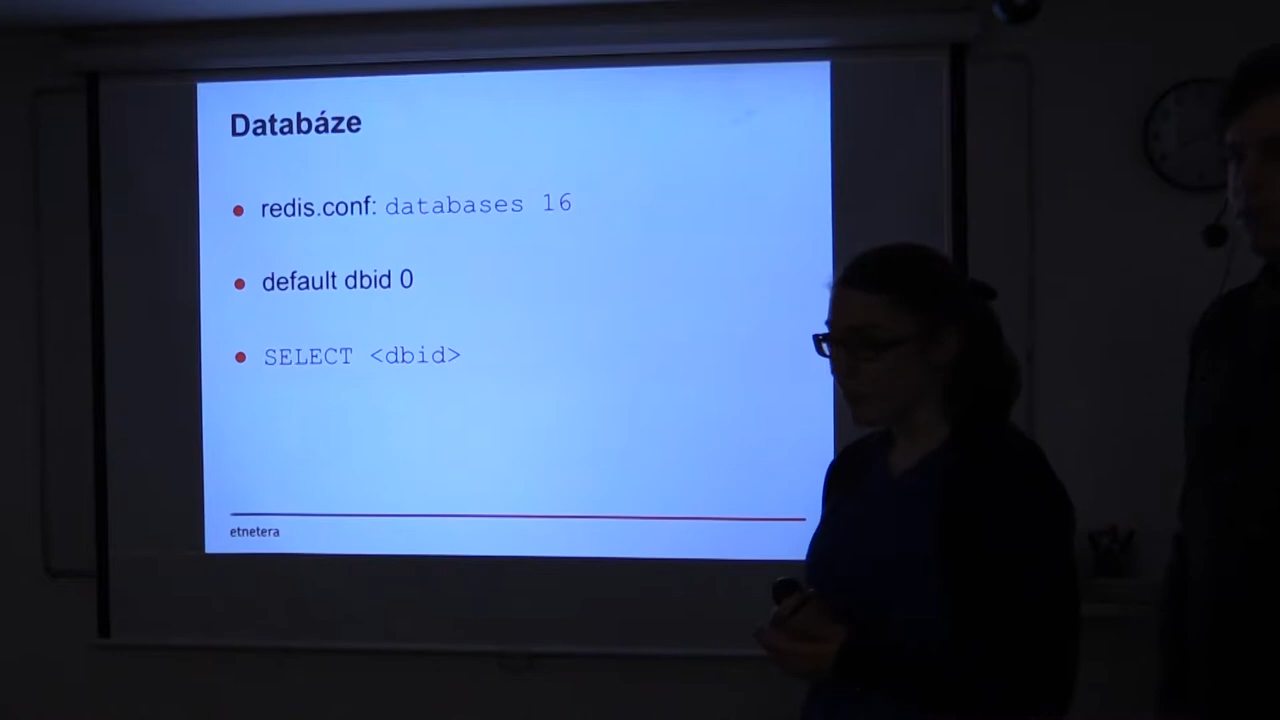 Databáze
redis.conf: databases 16
default dbid 0
SELECT <dbid>
etnetera